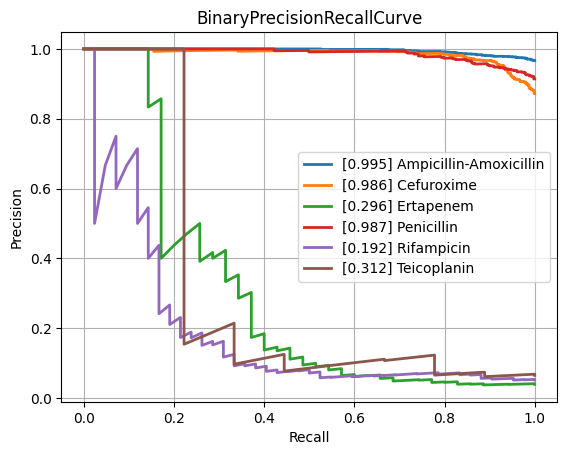 BinaryPrecisionRecallCurve
1.0
0.8
0.6
0.4
0.2
0.0
Precision
[0.995] Ampicillin-Amoxicillin
[0.986] Cefuroxime
[0.296] Ertapenem
[0.987] Penicillin
[0.192] Rifampicin
[0.312] Teicoplanin
0.0 0.2 0.4 0.6 0.8 1.0
Recall